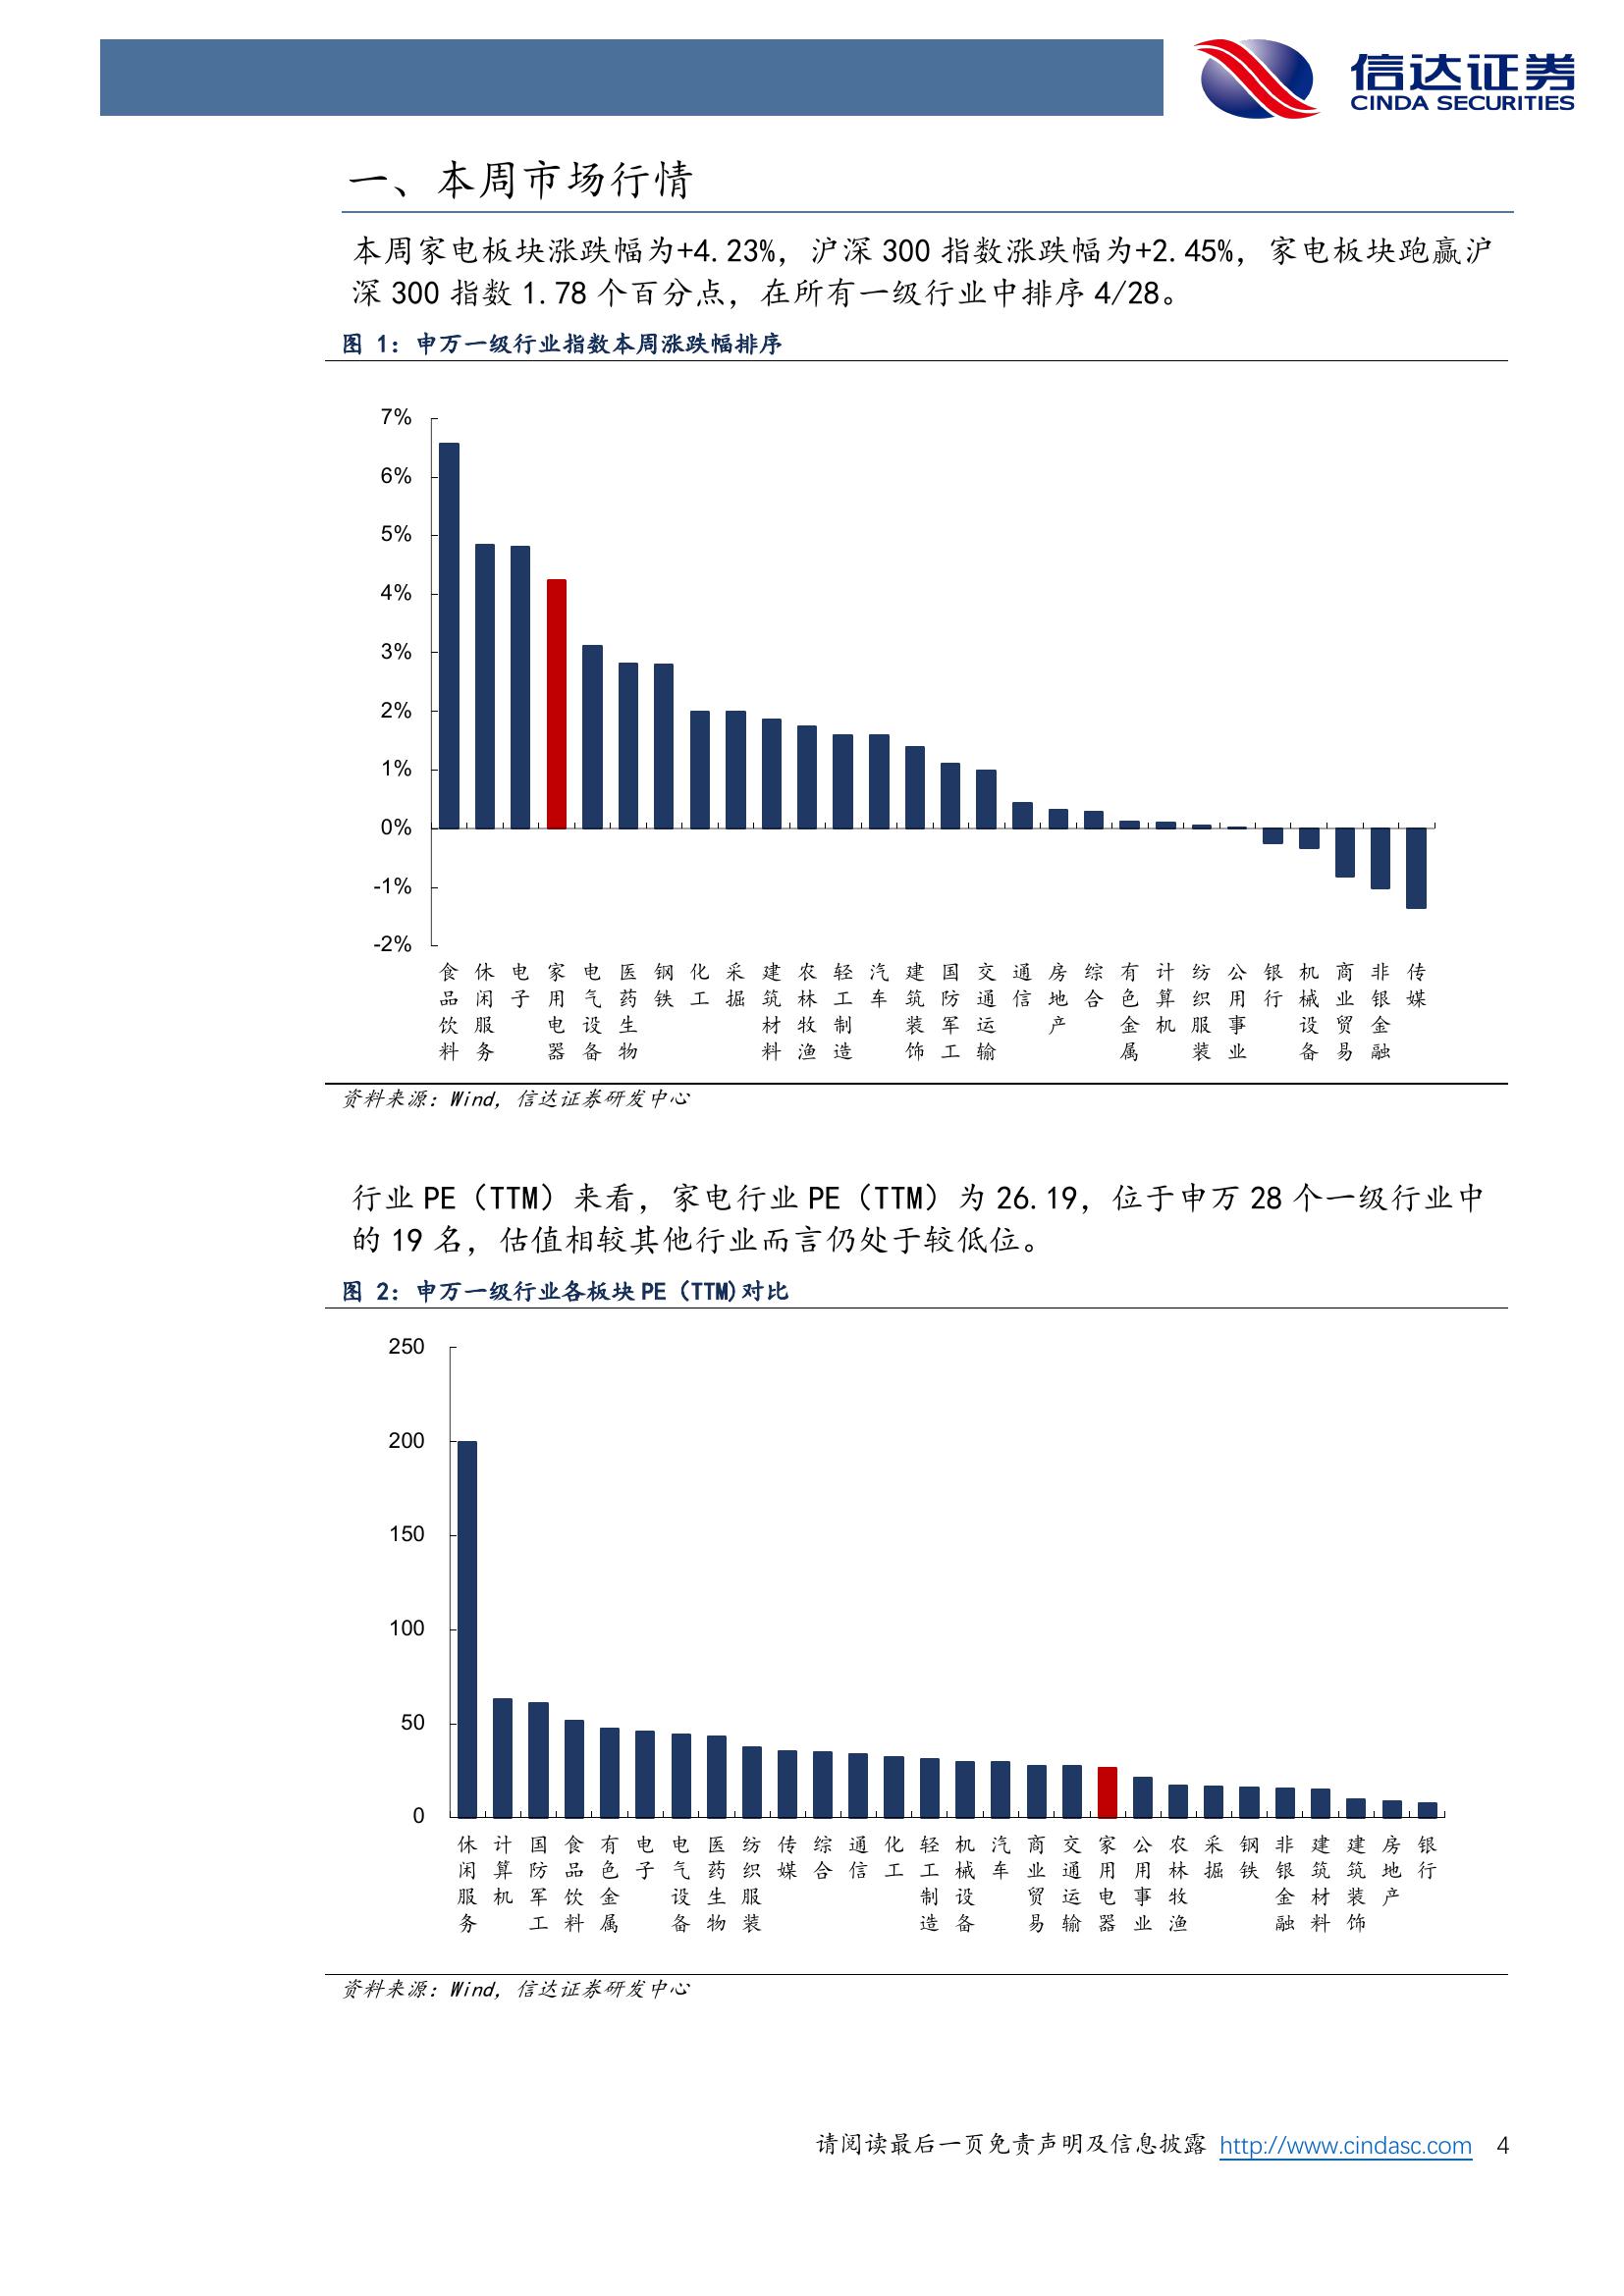 信达证券
CINDA SECURITIES
一、本周市场行情
本周家电板块涨跌幅为+4.23%，沪深 300 指数涨跌幅为+2.45%，家电板块跑赢沪
深 300 指数 1.78 个百分点，在所有一级行业中排序 4/28。
图 1：申万一级行业指数本周涨跌幅排序
7%
6%
5%
4%
3%
2%
1%
0%
-1%
-2%
食品饮料
休闲服务
电子
家用电器
电气设备
医药生物
钢铁
化工
采掘
建筑材料
农林牧渔
轻工制造
汽车
建筑装饰
国防军工
交通运输
通信
房地产
综合
有色金属
计算机
纺织服装
公用事业
银行
机械设备
商业贸易
非银金融
传媒
资料来源：Wind，信达证券研发中心
行业 PE（TTM）来看，家电行业 PE（TTM）为 26.19，位于申万 28 个一级行业中
的 19 名，估值相较其他行业而言仍处于较低位。
图 2：申万一级行业各板块 PE（TTM)对比
250
200
150
100
50
0
休闲服务
计算机
国防军工
食品饮料
有色金属
电子
电气设备
医药生物
纺织服装
传媒
综合
通信
化工
轻工制造
机械设备
汽车
商业贸易
交通运输
家用电器
公用事业
农林牧渔
采掘
钢铁
非银金融
建筑材料
建筑装饰
房地产
银行
资料来源：Wind，信达证券研发中心
请阅读最后一页免责声明及信息披露 http://www.cindasc.com 4